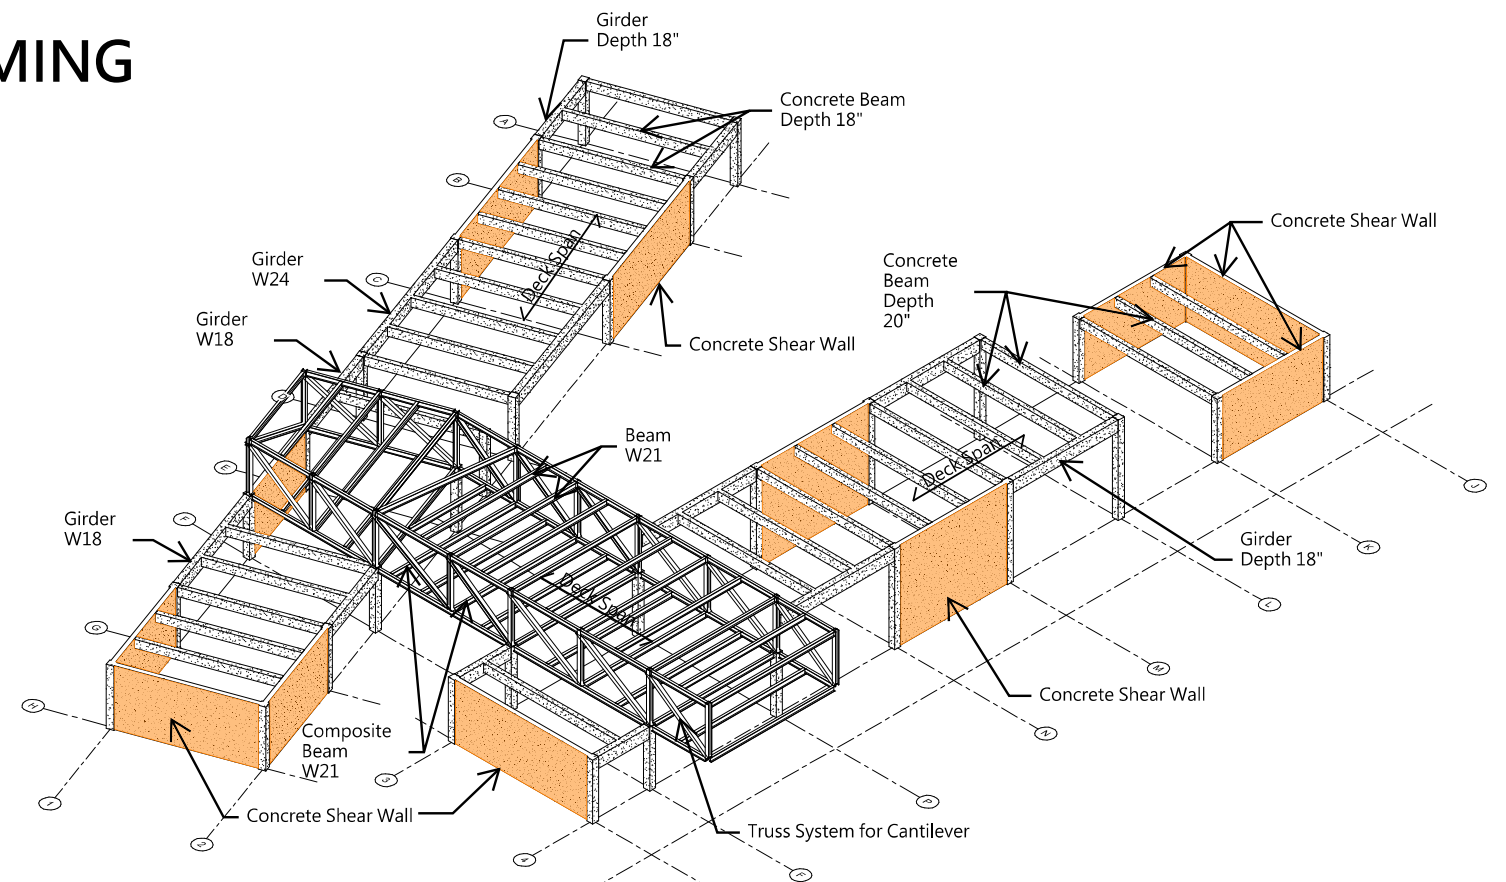 MING
Girder
Depth 18"
Concrete Beam
Depth 18"
A
B
Concrete Shear Wall
Girder
W24
C
Deck Span
Concrete
Beam
Depth
20"
Girder
W18
Concrete Shear Wall
Beam
W21
Deck Span
E
J
Girder
W18
F
K
Girder
Depth 18"
Deck Span
L
G
M
Concrete Shear Wall
H
N
Composite
Beam
W21
3
1
P
Concrete Shear Wall
Truss System for Cantilever
2
4
F